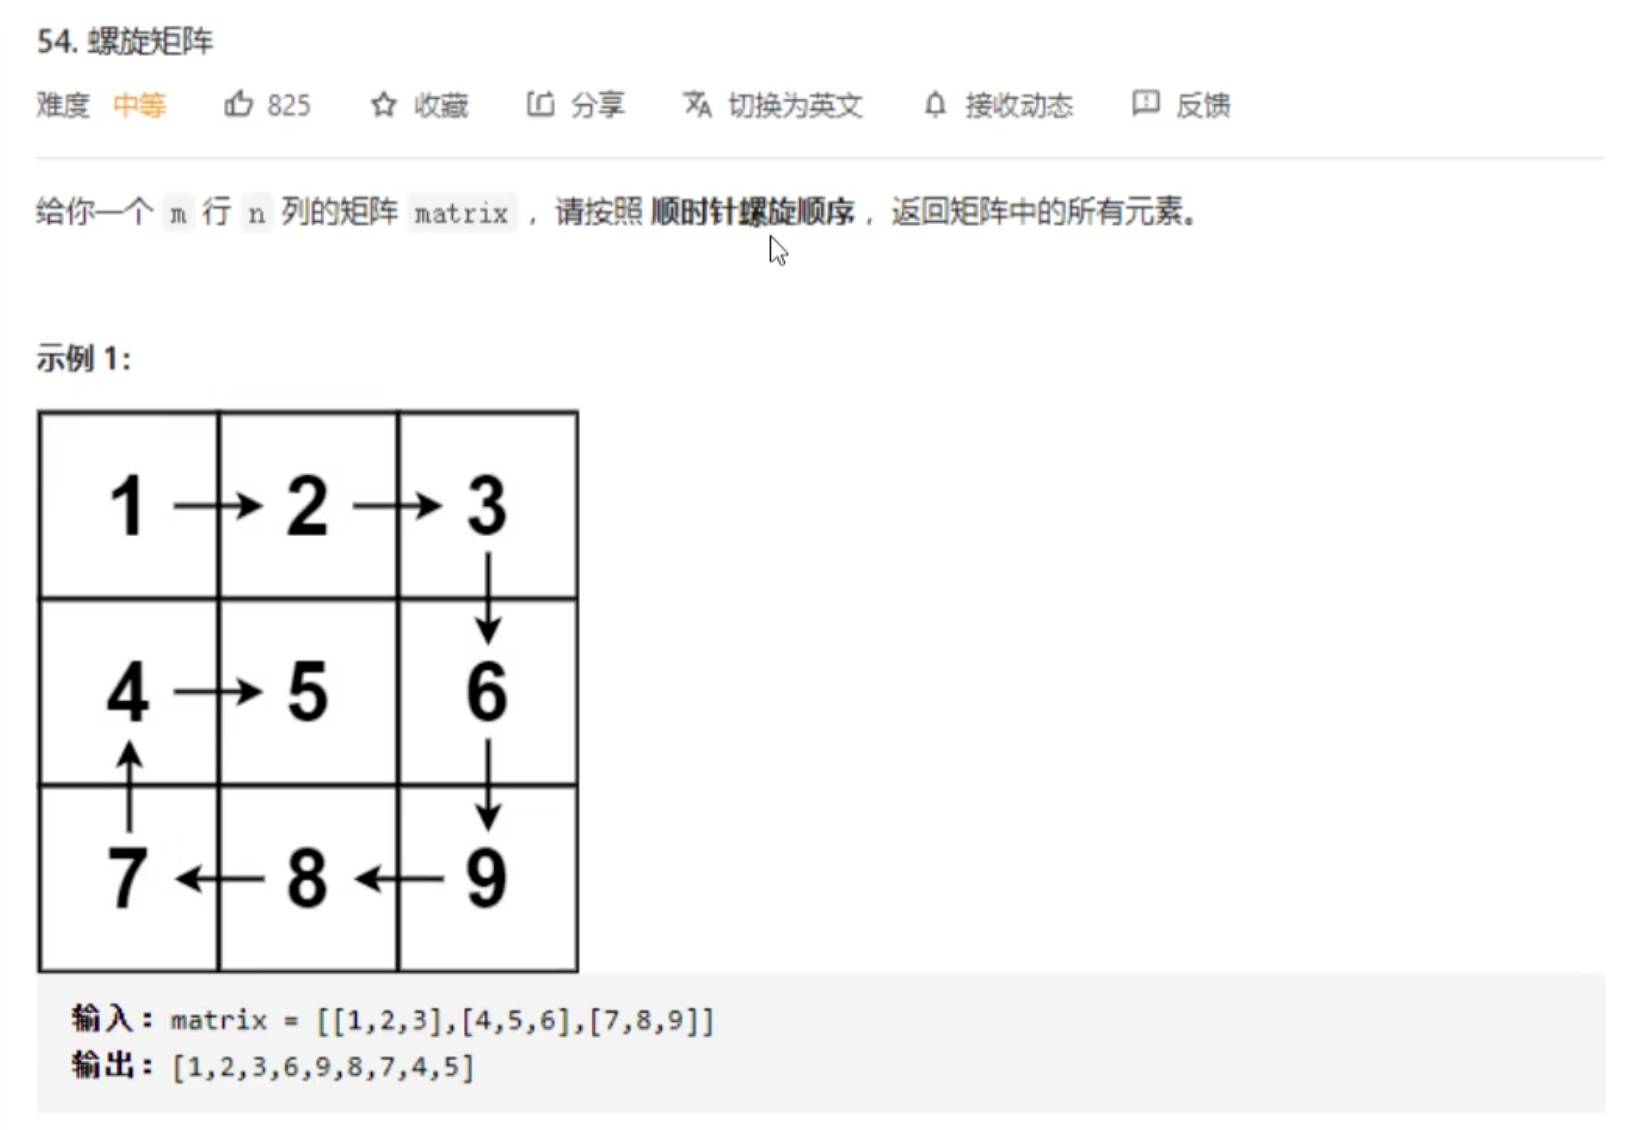 54. 螺旋矩阵
难度 中等 825 收藏 分享 切换为英文 接收动态 反馈
给你一个 m 行 n 列的矩阵 matrix ，请按照 顺时针螺旋顺序 ，返回矩阵中的所有元素。
示例 1：
1 2 3
4 5 6
7 8 9
输入：matrix = [[1,2,3],[4,5,6],[7,8,9]]
输出：[1,2,3,6,9,8,7,4,5]